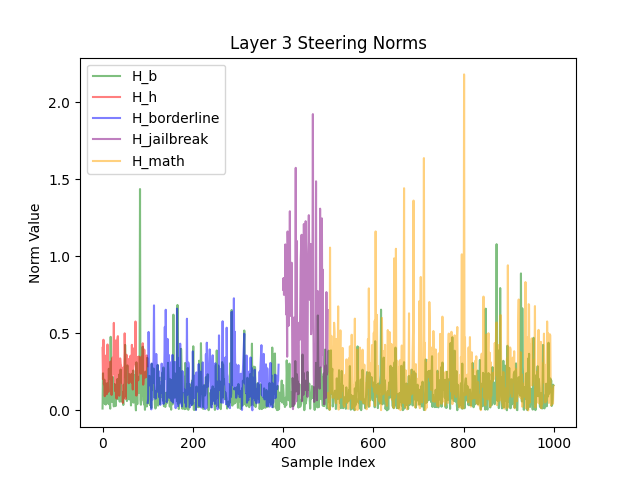 Layer 3 Steering Norms
H_b
H_h
H_borderline
H_jailbreak
H_math
Norm Value
2.0
1.5
1.0
0.5
0.0
0
200
400
600
800
1000
Sample Index